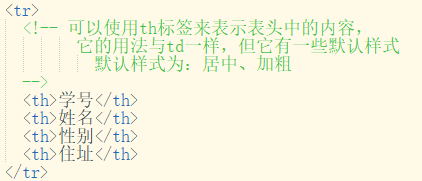 <tr>
<!-- 可以使用th标签来表示表头中的内容，
它的用法与td一样，但它有一些默认样式
默认样式为：居中、加粗
-->
<th>学号</th>
<th>姓名</th>
<th>性别</th>
<th>住址</th>
</tr>